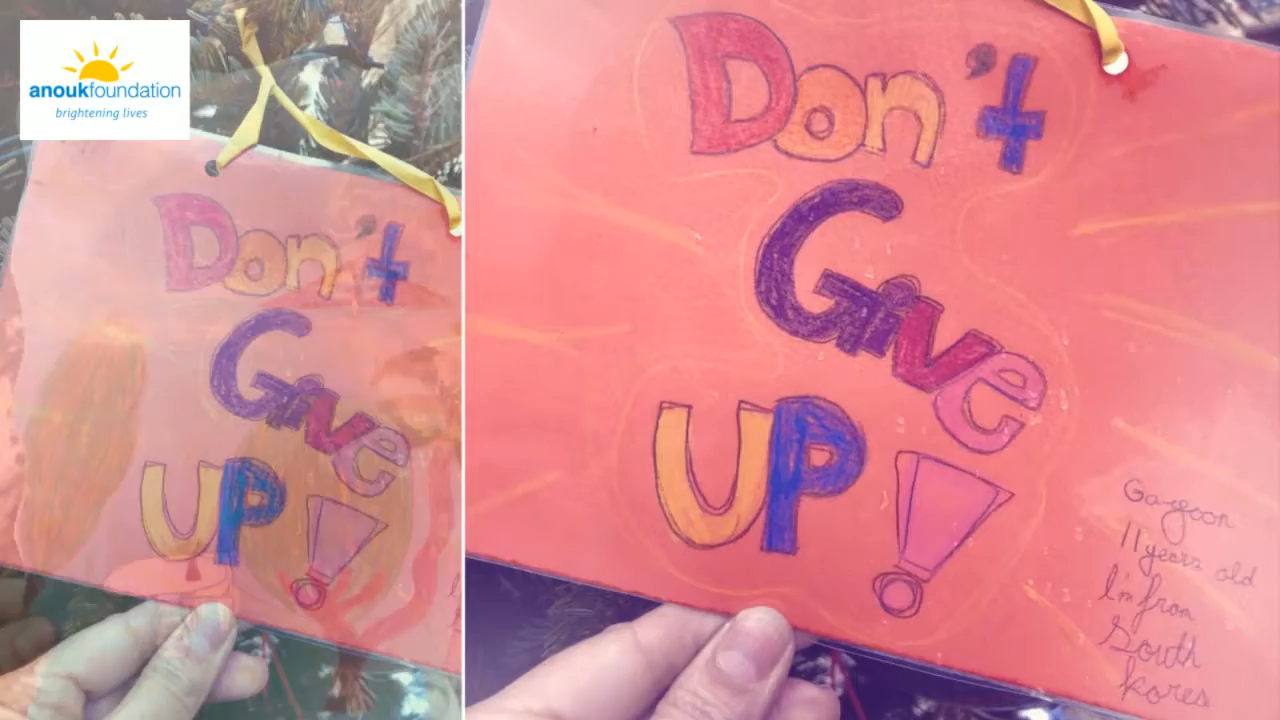 anoukfoundation
brightening lives
Don't
Give
UP!
Don't
Give
UP!
Ga-yoon
11 years old
I'm from
South
Korea